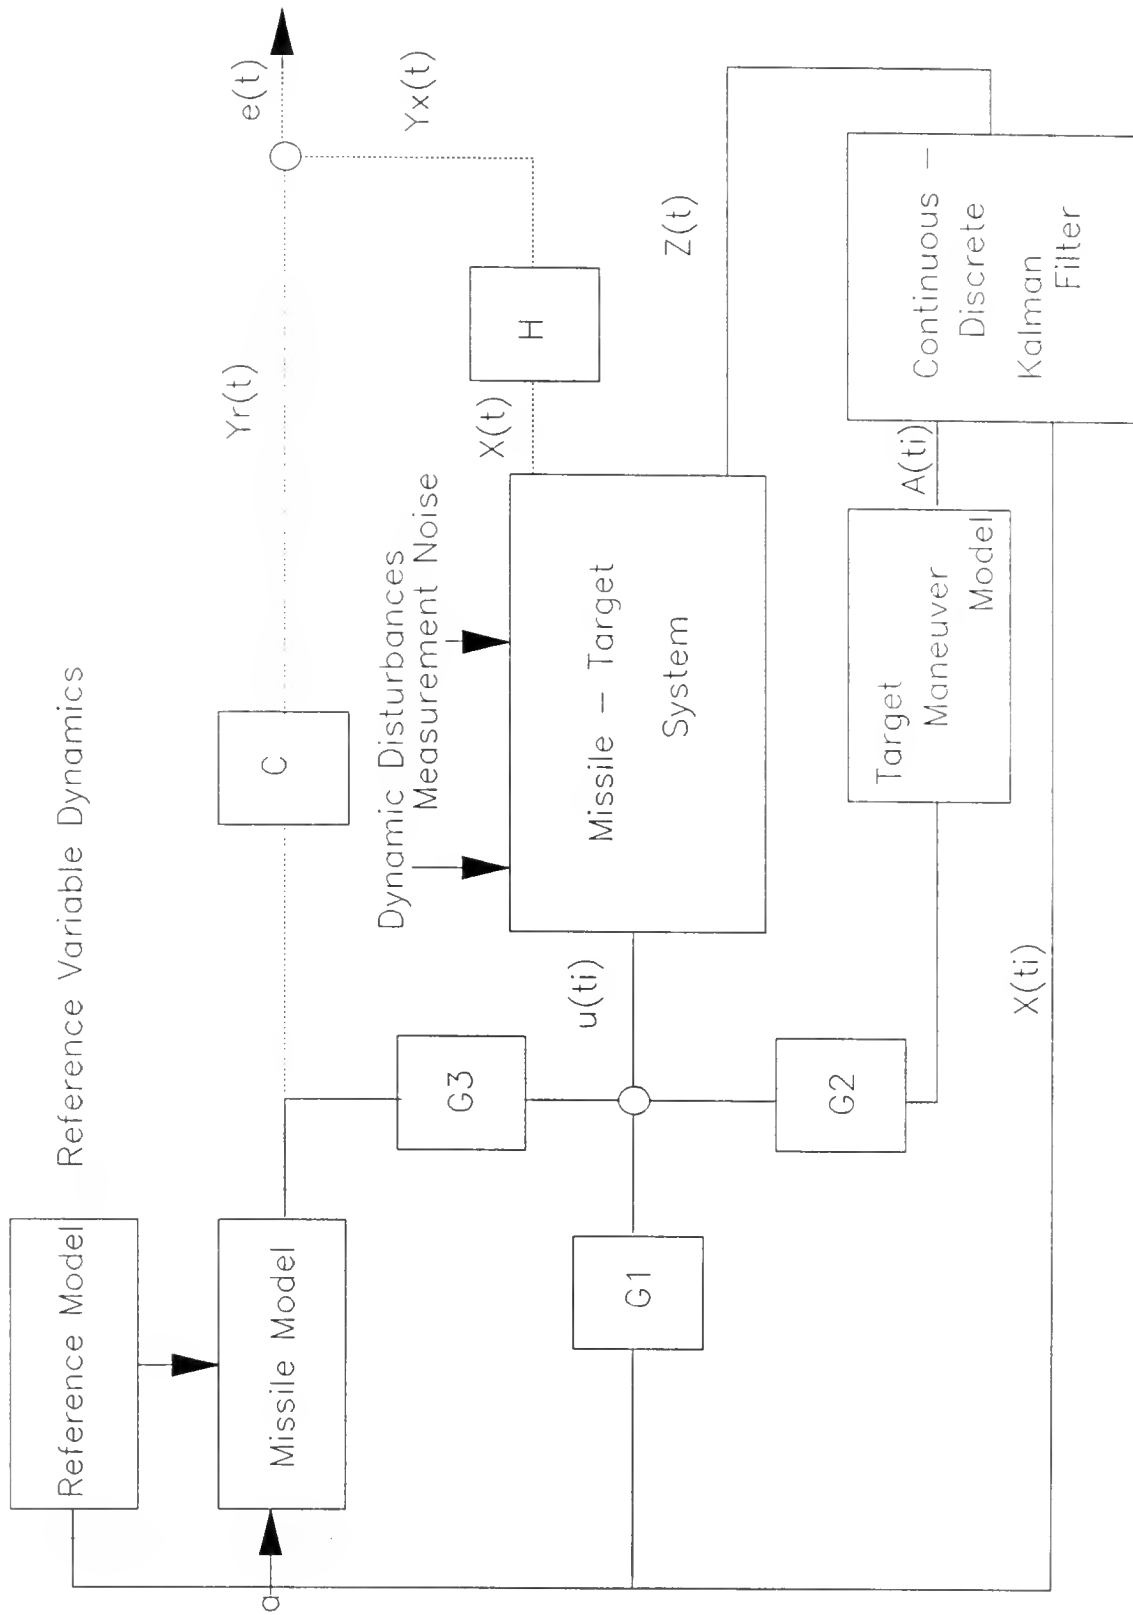 Reference Variable Dynamics
Reference Model
Missile Model
a
C
Yr(t)
e(t)
Yx(t)
G3
Dynamic Disturbances
Measurement Noise
X(t)
H
G1
u(ti)
Missile – Target
System
Z(t)
G2
Target
Maneuver
Model
A(ti)
Continuous –
Discrete
Kalman
Filter
X(ti)